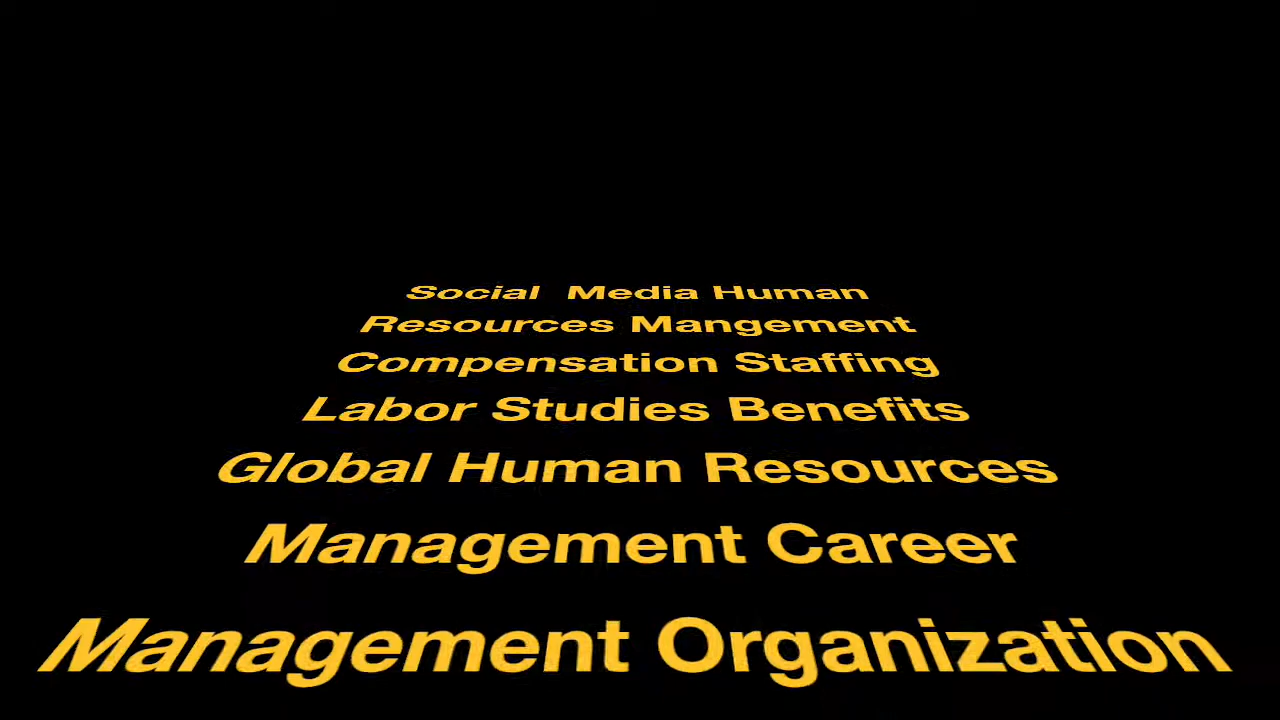 Social  Media Human
Resources Mangement
Compensation Staffing
Labor Studies Benefits
Global Human Resources
Management Career
Management Organization